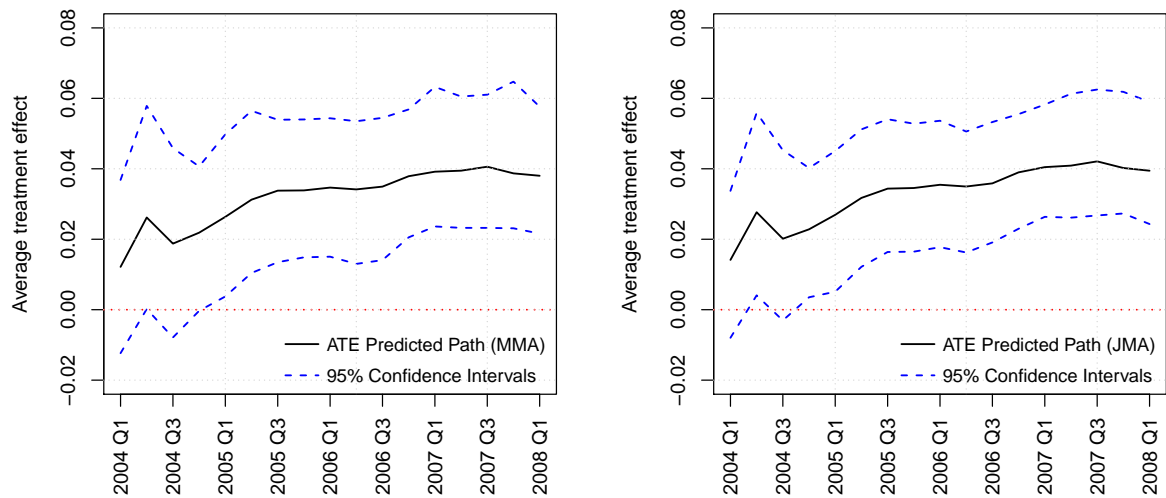 Average treatment effect
0.08
0.06
0.04
0.02
0.00
−0.02
ATE Predicted Path (MMA)
95% Confidence Intervals
2004 Q1
2004 Q3
2005 Q1
2005 Q3
2006 Q1
2006 Q3
2007 Q1
2007 Q3
2008 Q1
Average treatment effect
0.08
0.06
0.04
0.02
0.00
−0.02
ATE Predicted Path (JMA)
95% Confidence Intervals
2004 Q1
2004 Q3
2005 Q1
2005 Q3
2006 Q1
2006 Q3
2007 Q1
2007 Q3
2008 Q1